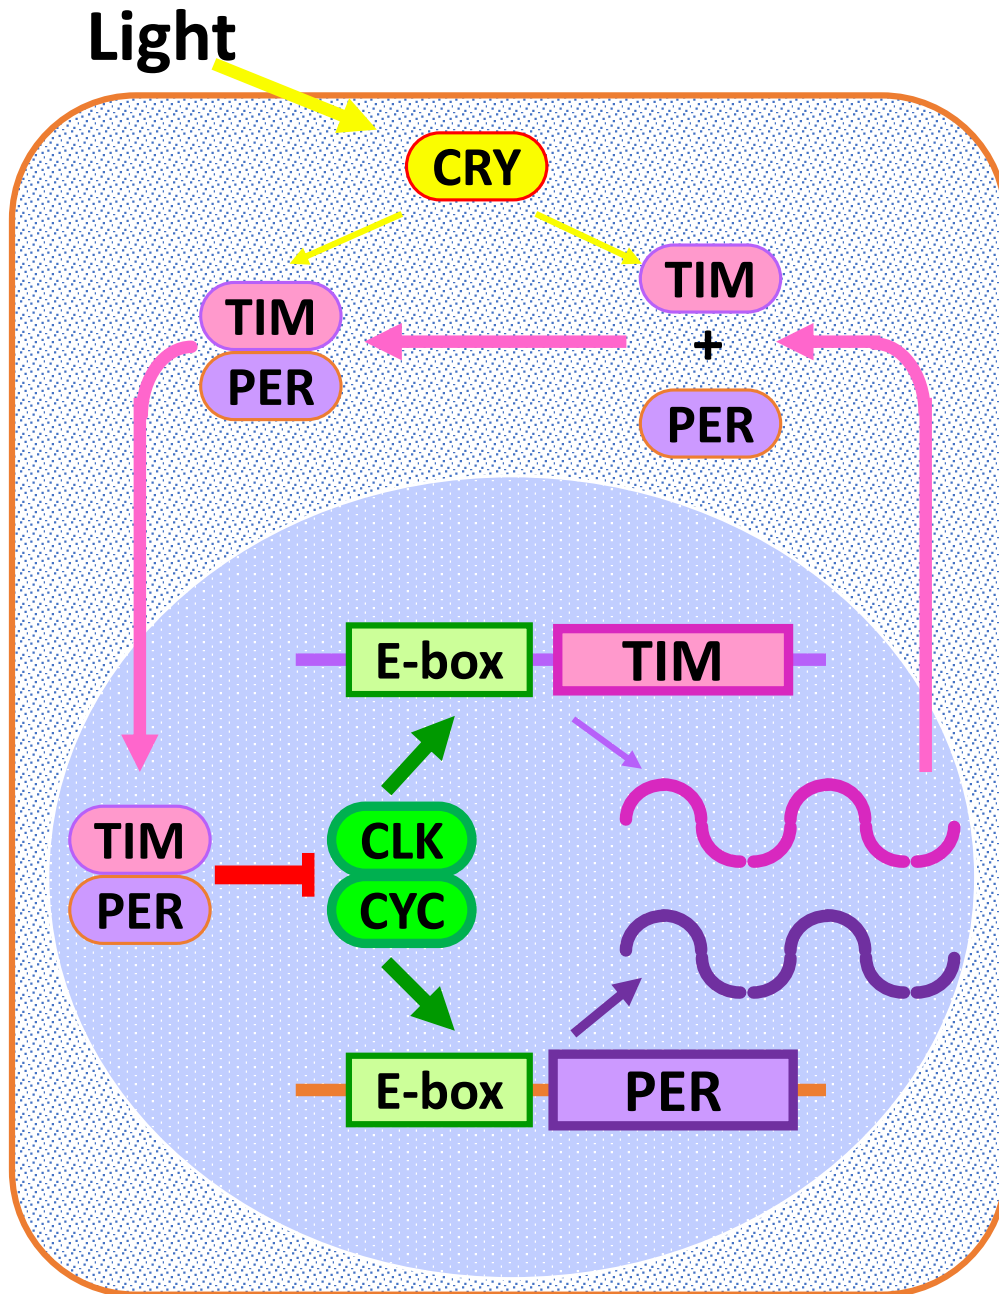 Light
CRY
TIM
+
PER
TIM
PER
E-box TIM
TIM
PER
CLK
CYC
E-box PER